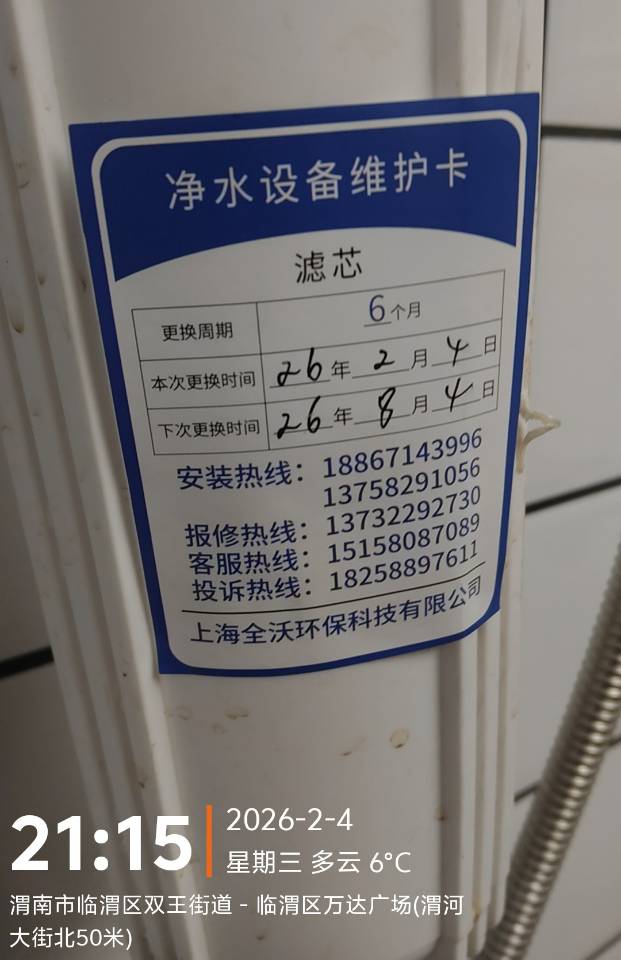 净水设备维护卡
滤芯
更换周期 6个月
本次更换时间 26年2月4日
下次更换时间 26年8月4日
安装热线：18867143996
13758291056
报修热线：13732292730
客服热线：15158087089
投诉热线：18258897611
上海全沃环保科技有限公司
21:15
2026-2-4
星期三 多云 6°C
渭南市临渭区双王街道 - 临渭区万达广场(渭河
大街北50米)